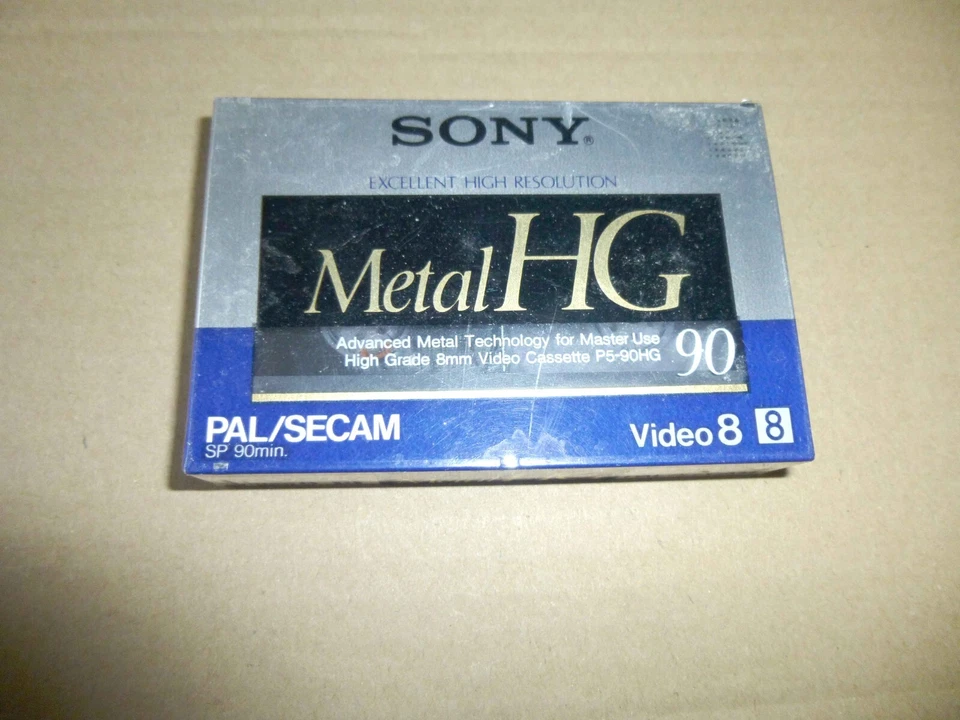 SONY®
EXCELLENT HIGH RESOLUTION
Metal HG
Advanced Metal Technology for Master Use
High Grade 8mm Video Cassette P5-90HG
90
PAL/SECAM
SP 90min.
Video 8 8